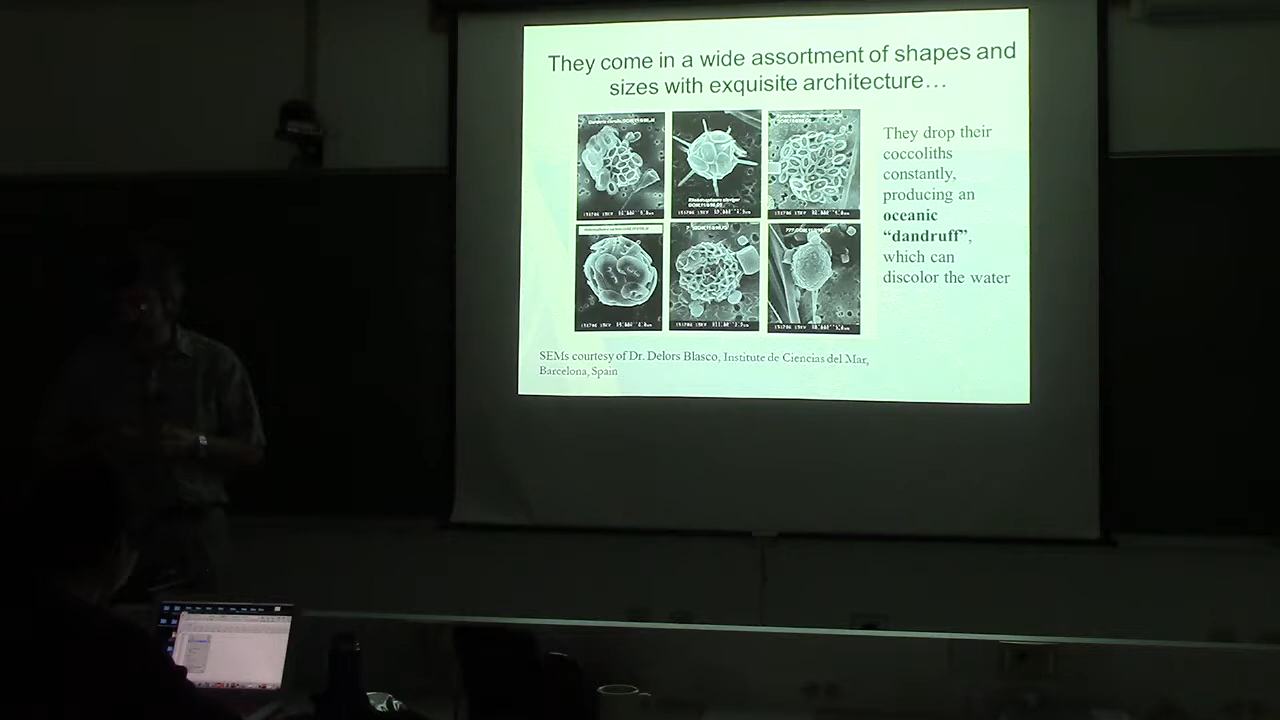 They come in a wide assortment of shapes and
sizes with exquisite architecture…
They drop their
coccoliths
constantly,
producing an
oceanic
“dandruff”,
which can
discolor the water
SEMs courtesy of Dr. Delors Blasco, Institute de Ciencias del Mar,
Barcelona, Spain